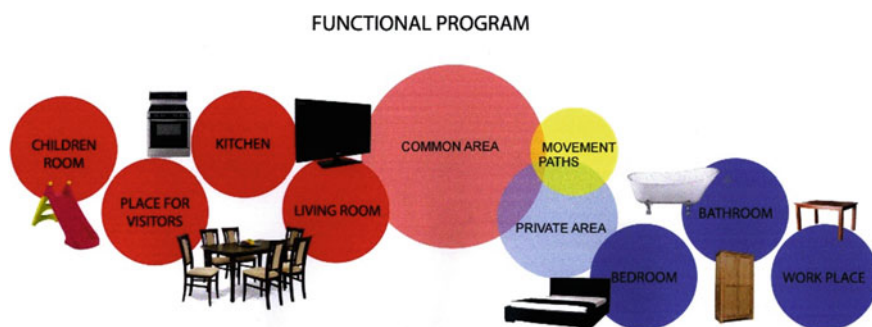 FUNCTIONAL PROGRAM
CHILDREN
ROOM
KITCHEN
PLACE FOR
VISITORS
LIVING ROOM
COMMON AREA
MOVEMENT
PATHS
PRIVATE AREA
BATHROOM
BEDROOM
WORK PLACE